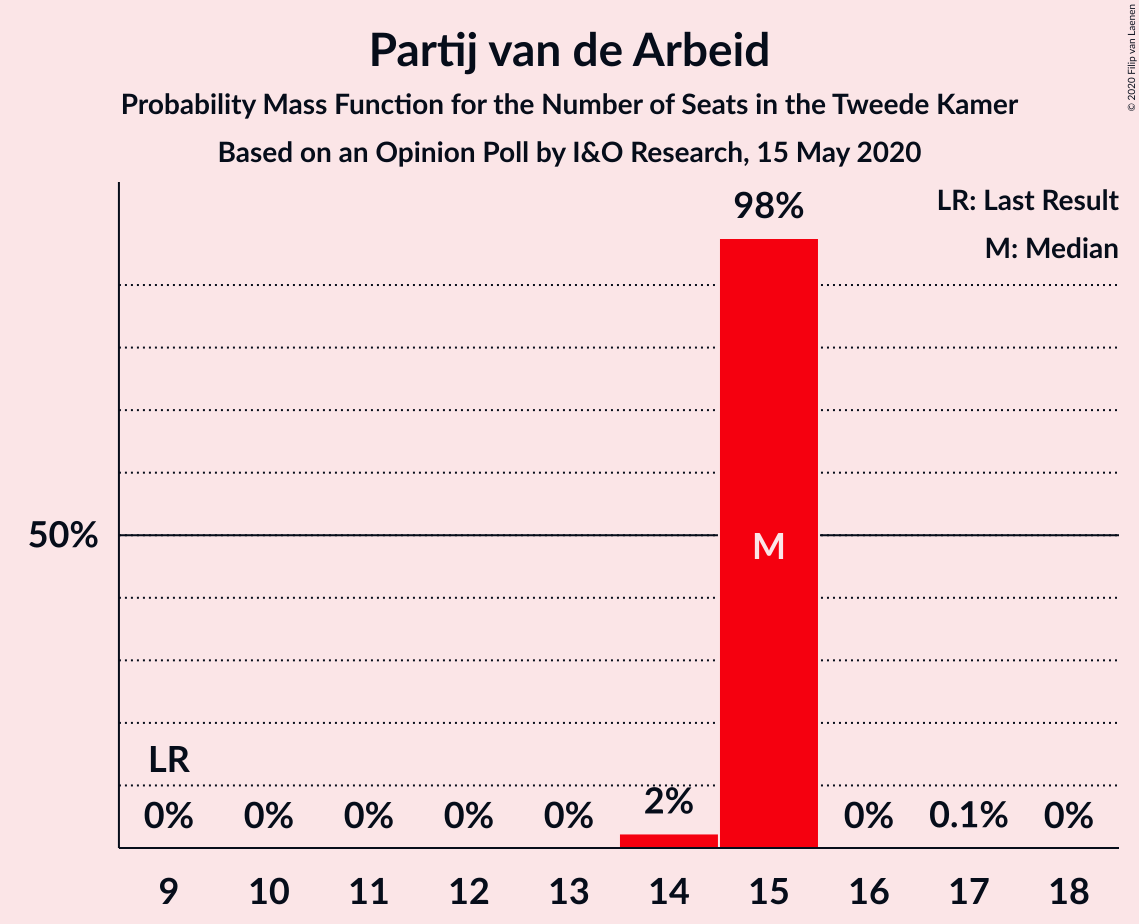 Partij van de Arbeid
Probability Mass Function for the Number of Seats in the Tweede Kamer
Based on an Opinion Poll by I&O Research, 15 May 2020
© 2020 Filip van Laenen
LR: Last Result
M: Median
98%
50%
M
LR
0% 0% 0% 0% 0% 2% 0% 0.1% 0%
9 10 11 12 13 14 15 16 17 18